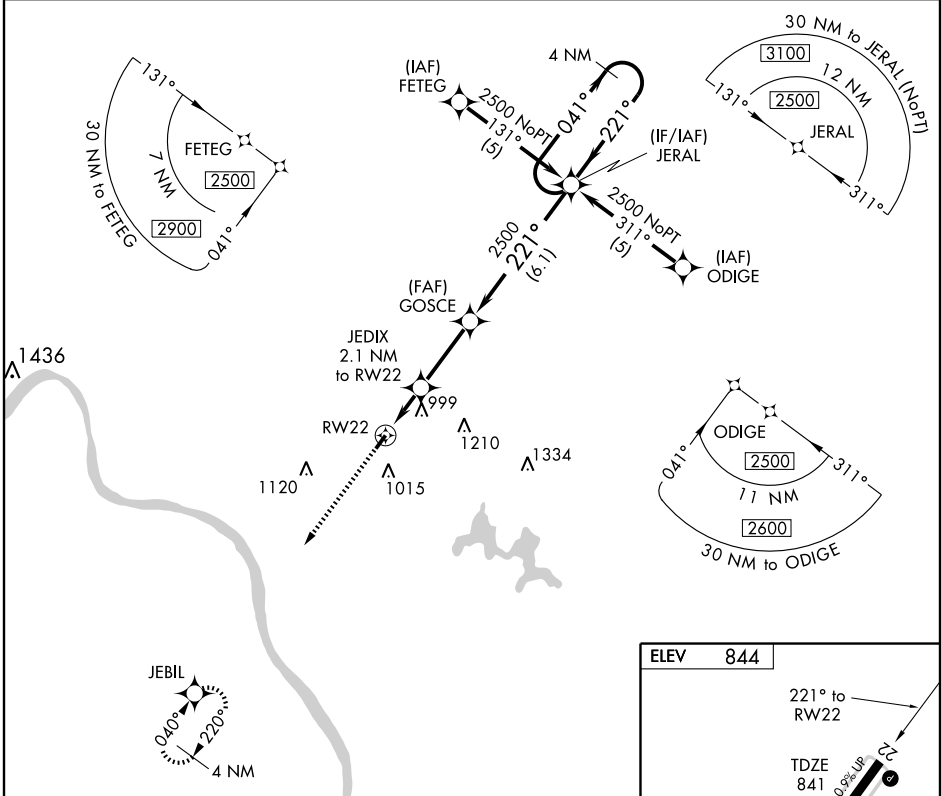 131°
FETEG
7 NM
2500
2900
30 NM to FETEG
041°
(IAF)
FETEG
2500 NoPT
131°
(5)
4 NM
041°
221°
(IF/IAF)
JERAL
2500 NoPT
311°
(5)
(IAF)
ODIGE
30 NM to JERAL (NoPT)
3100
12 NM
2500
131°
JERAL
311°
2500
221°
(6.1)
(FAF)
GOSCE
JEDIX
2.1 NM
to RW22
RW22
1436
999
1210
1334
1120
1015
ODIGE
041°
2500
311°
11 NM
2600
30 NM to ODIGE
JEBIL
040°
220°
4 NM
ELEV 844
221° to
RW22
22
TDZE
841
0.9% UP
P